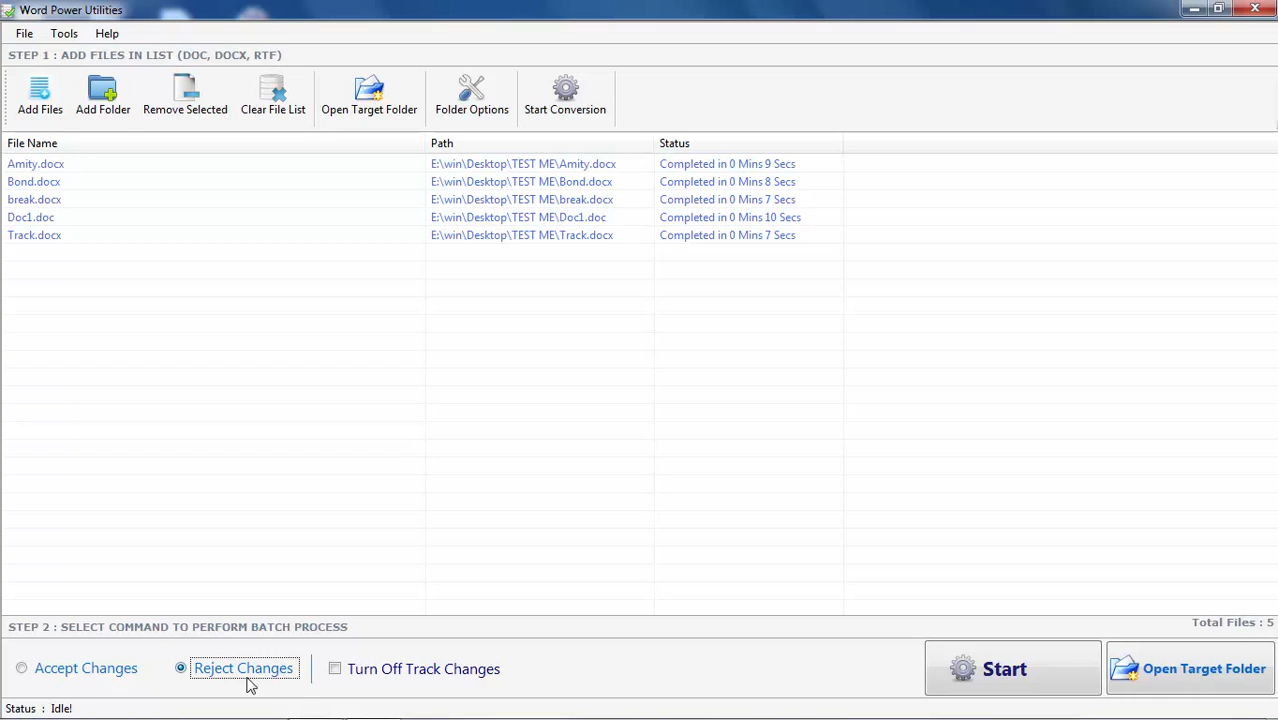 Word Power Utilities
File Tools Help
STEP 1 : ADD FILES IN LIST (DOC, DOCX, RTF)
Add Files Add Folder Remove Selected Clear File List Open Target Folder Folder Options Start Conversion
File Name Path Status
Amity.docx E:\win\Desktop\TEST ME\Amity.docx Completed in 0 Mins 9 Secs
Bond.docx E:\win\Desktop\TEST ME\Bond.docx Completed in 0 Mins 8 Secs
break.docx E:\win\Desktop\TEST ME\break.docx Completed in 0 Mins 7 Secs
Doc1.doc E:\win\Desktop\TEST ME\Doc1.doc Completed in 0 Mins 10 Secs
Track.docx E:\win\Desktop\TEST ME\Track.docx Completed in 0 Mins 7 Secs
STEP 2 : SELECT COMMAND TO PERFORM BATCH PROCESS Total Files : 5
Accept Changes Reject Changes Turn Off Track Changes Start Open Target Folder
Status : Idle!